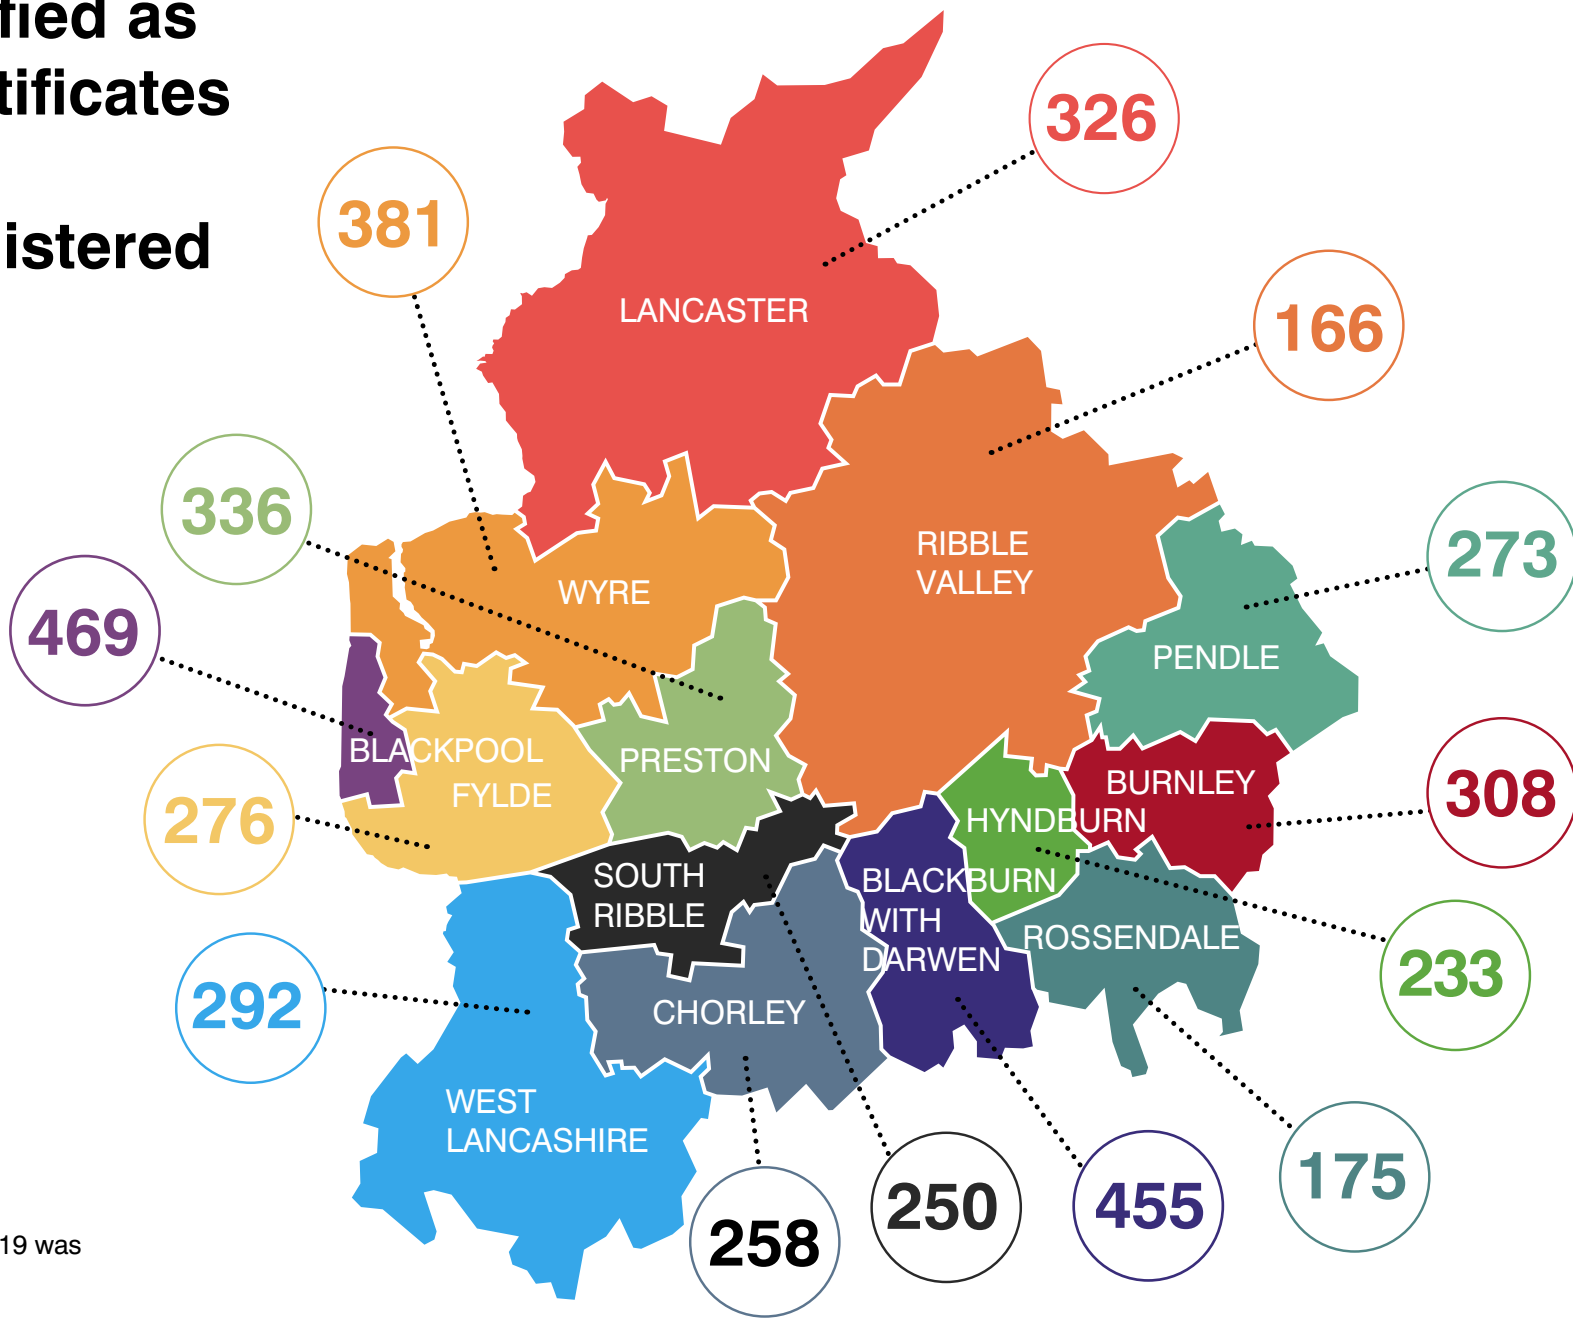 fied as
tificates
istered
326
381
LANCASTER
166
336
RIBBLE
VALLEY
273
WYRE
469
PENDLE
BLACKPOOL
PRESTON
FYLDE
276
BURNLEY
308
HYNDBURN
SOUTH
RIBBLE
BLACKBURN
WITH
DARWEN
ROSSENDALE
233
292
CHORLEY
WEST
LANCASHIRE
175
250
455
258
19 was